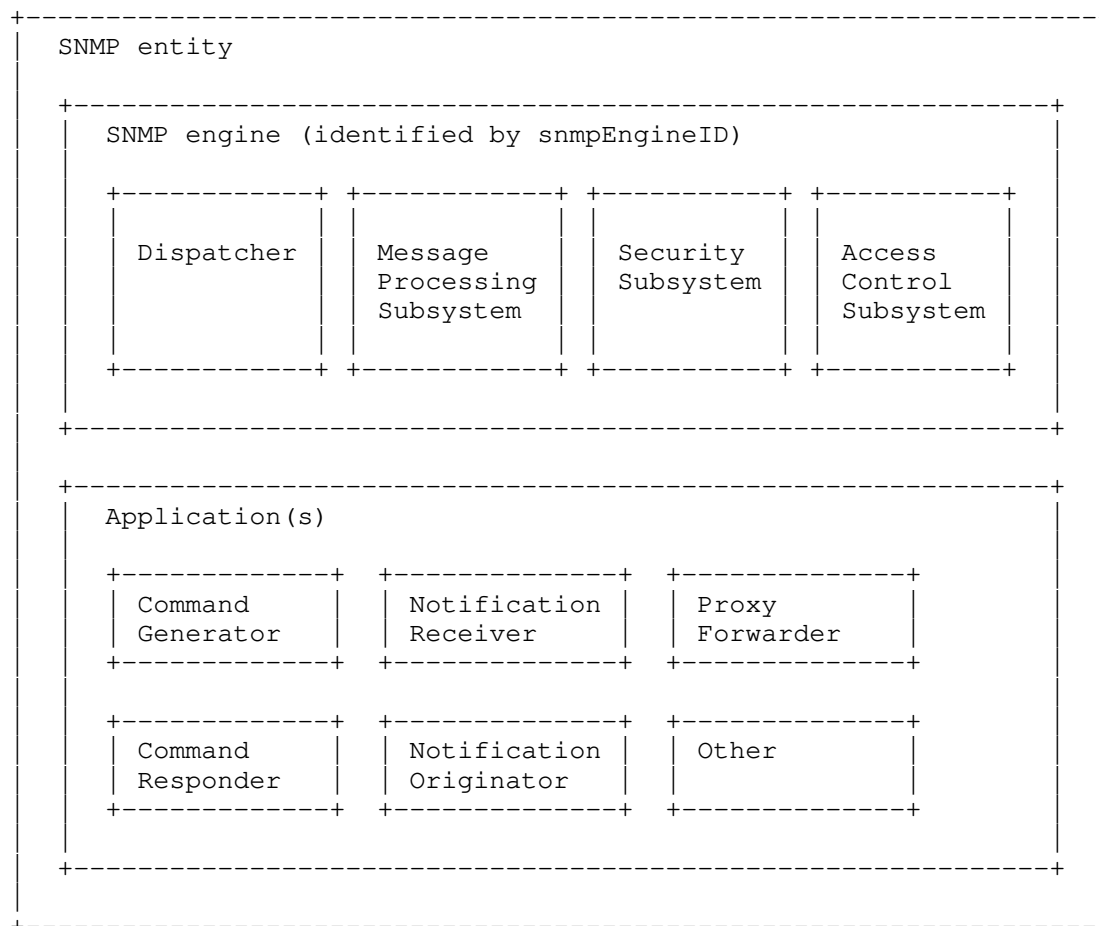 SNMP entity
SNMP engine (identified by snmpEngineID)
Dispatcher Message Security Access
Processing Subsystem Control
Subsystem Subsystem
Application(s)
Command Notification Proxy
Generator Receiver Forwarder
Command Notification Other
Responder Originator